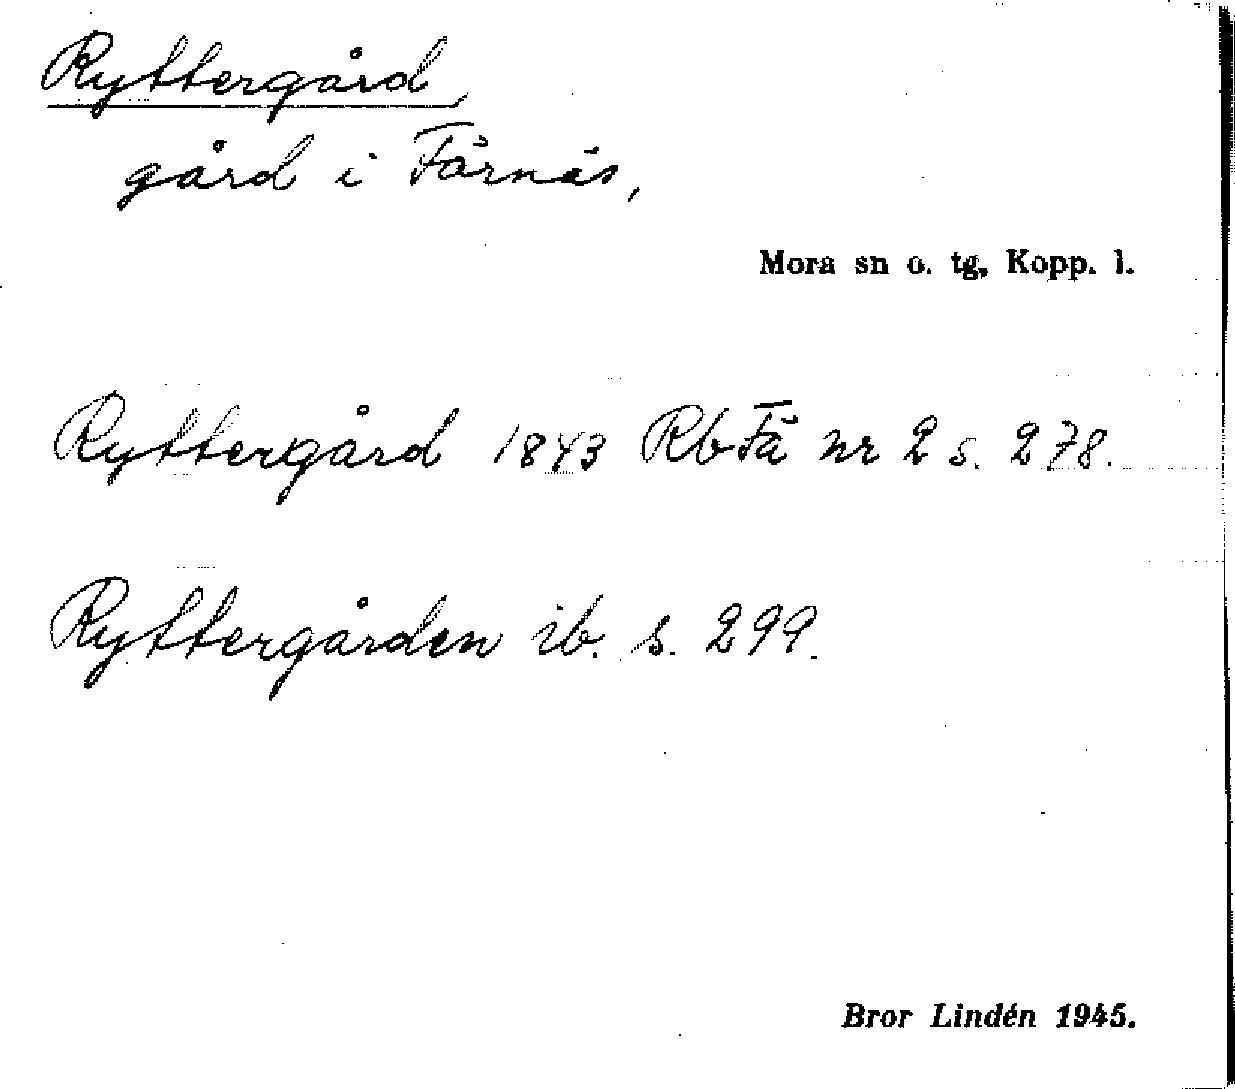 Ryttergård,
gård i Färnäs,
Mora sn o. tg, Kopp. l.
Ryttergård 1843 RbFä nr 2 s. 278.
Ryttergården ib. s. 299.
Bror Lindén 1945.